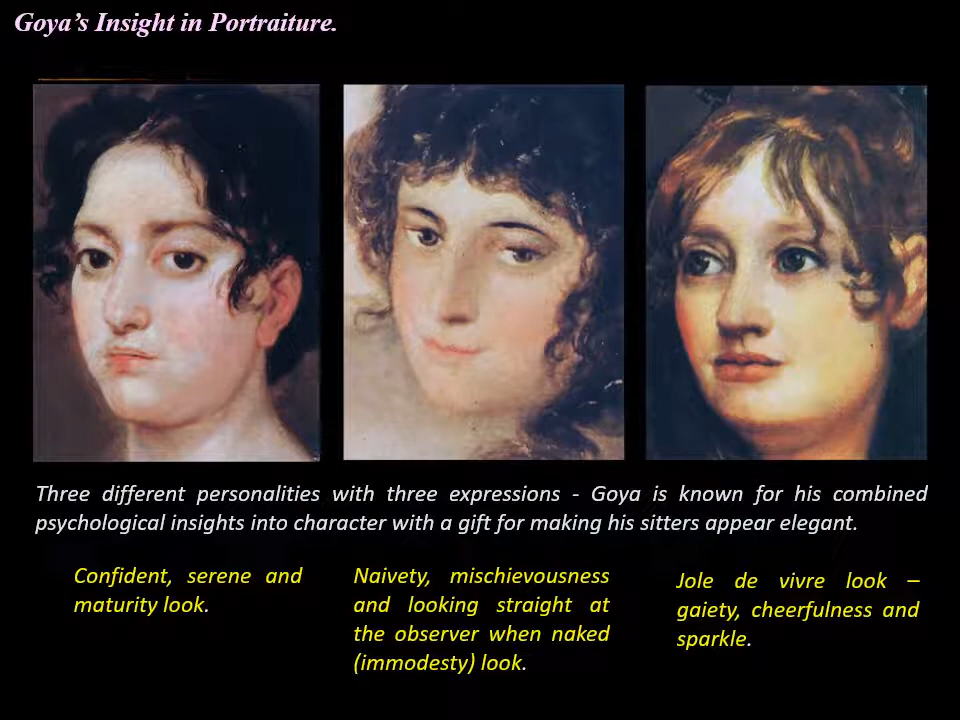 Goya’s Insight in Portraiture.
Three different personalities with three expressions - Goya is known for his combined
psychological insights into character with a gift for making his sitters appear elegant.
Confident, serene and
maturity look.
Naivety, mischievousness
and looking straight at
the observer when naked
(immodesty) look.
Jole de vivre look –
gaiety, cheerfulness and
sparkle.